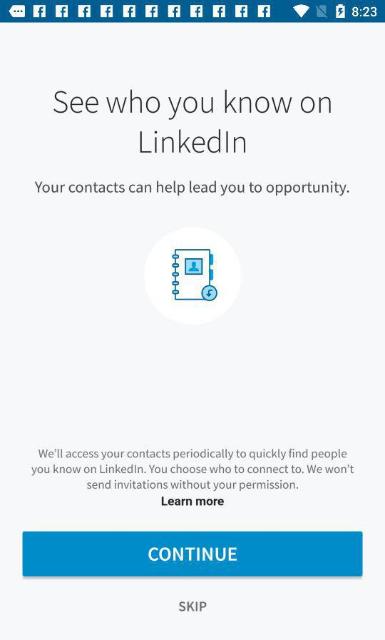 8:23
See who you know on
LinkedIn
Your contacts can help lead you to opportunity.
We'll access your contacts periodically to quickly find people
you know on LinkedIn. You choose who to connect to. We won't
send invitations without your permission.
Learn more
CONTINUE
SKIP